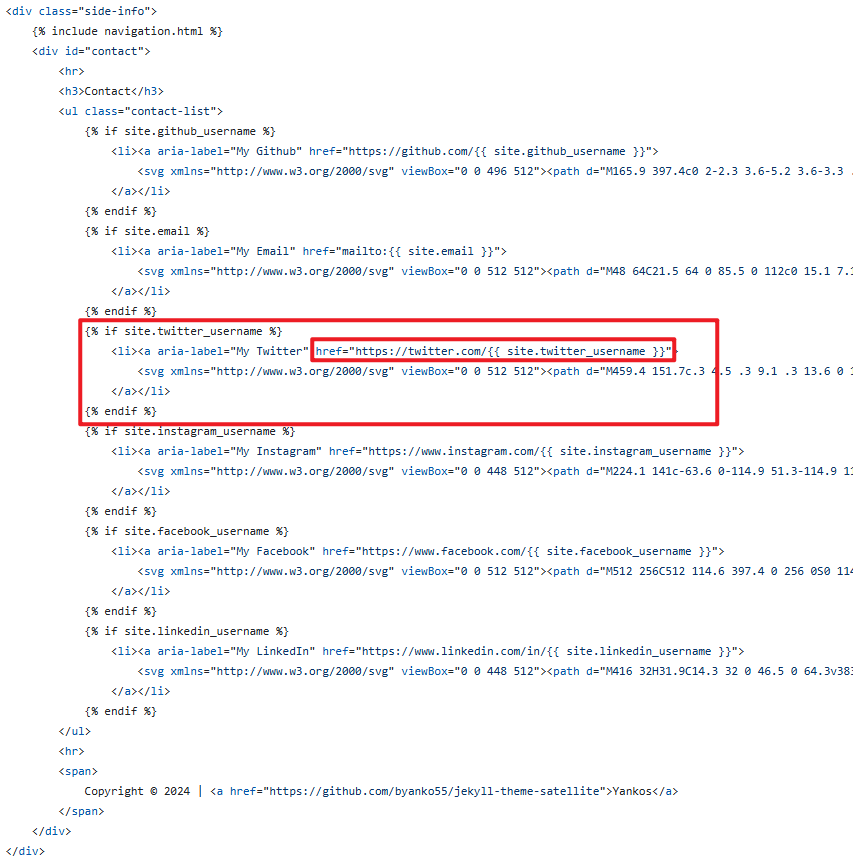 <div class="side-info">
{% include navigation.html %}
<div id="contact">
<hr>
<h3>Contact</h3>
<ul class="contact-list">
{% if site.github_username %}
<li><a aria-label="My Github" href="https://github.com/{{ site.github_username }}">
<svg xmlns="http://www.w3.org/2000/svg" viewBox="0 0 496 512"><path d="M165.9 397.4c0 2-2.3 3.6-5.2 3.6-3.3 .
</a></li>
{% endif %}
{% if site.email %}
<li><a aria-label="My Email" href="mailto:{{ site.email }}">
<svg xmlns="http://www.w3.org/2000/svg" viewBox="0 0 512 512"><path d="M48 64C21.5 64 0 85.5 0 112c0 15.1 7.1
</a></li>
{% endif %}
{% if site.twitter_username %}
<li><a aria-label="My Twitter" href="https://twitter.com/{{ site.twitter_username }}">
<svg xmlns="http://www.w3.org/2000/svg" viewBox="0 0 512 512"><path d="M459.4 151.7c.3 4.5 .3 9.1 .3 13.6 0 1
</a></li>
{% endif %}
{% if site.instagram_username %}
<li><a aria-label="My Instagram" href="https://www.instagram.com/{{ site.instagram_username }}">
<svg xmlns="http://www.w3.org/2000/svg" viewBox="0 0 448 512"><path d="M224.1 141c-63.6 0-114.9 51.3-114.9 11
</a></li>
{% endif %}
{% if site.facebook_username %}
<li><a aria-label="My Facebook" href="https://www.facebook.com/{{ site.facebook_username }}">
<svg xmlns="http://www.w3.org/2000/svg" viewBox="0 0 512 512"><path d="M512 256C512 114.6 397.4 0 256 0S0 114
</a></li>
{% endif %}
{% if site.linkedin_username %}
<li><a aria-label="My LinkedIn" href="https://www.linkedin.com/in/{{ site.linkedin_username }}">
<svg xmlns="http://www.w3.org/2000/svg" viewBox="0 0 448 512"><path d="M416 32H31.9C14.3 32 0 46.5 0 64.3v383
</a></li>
{% endif %}
</ul>
<hr>
<span>
Copyright © 2024 | <a href="https://github.com/byanko55/jekyll-theme-satellite">Yankos</a>
</span>
</div>
</div>